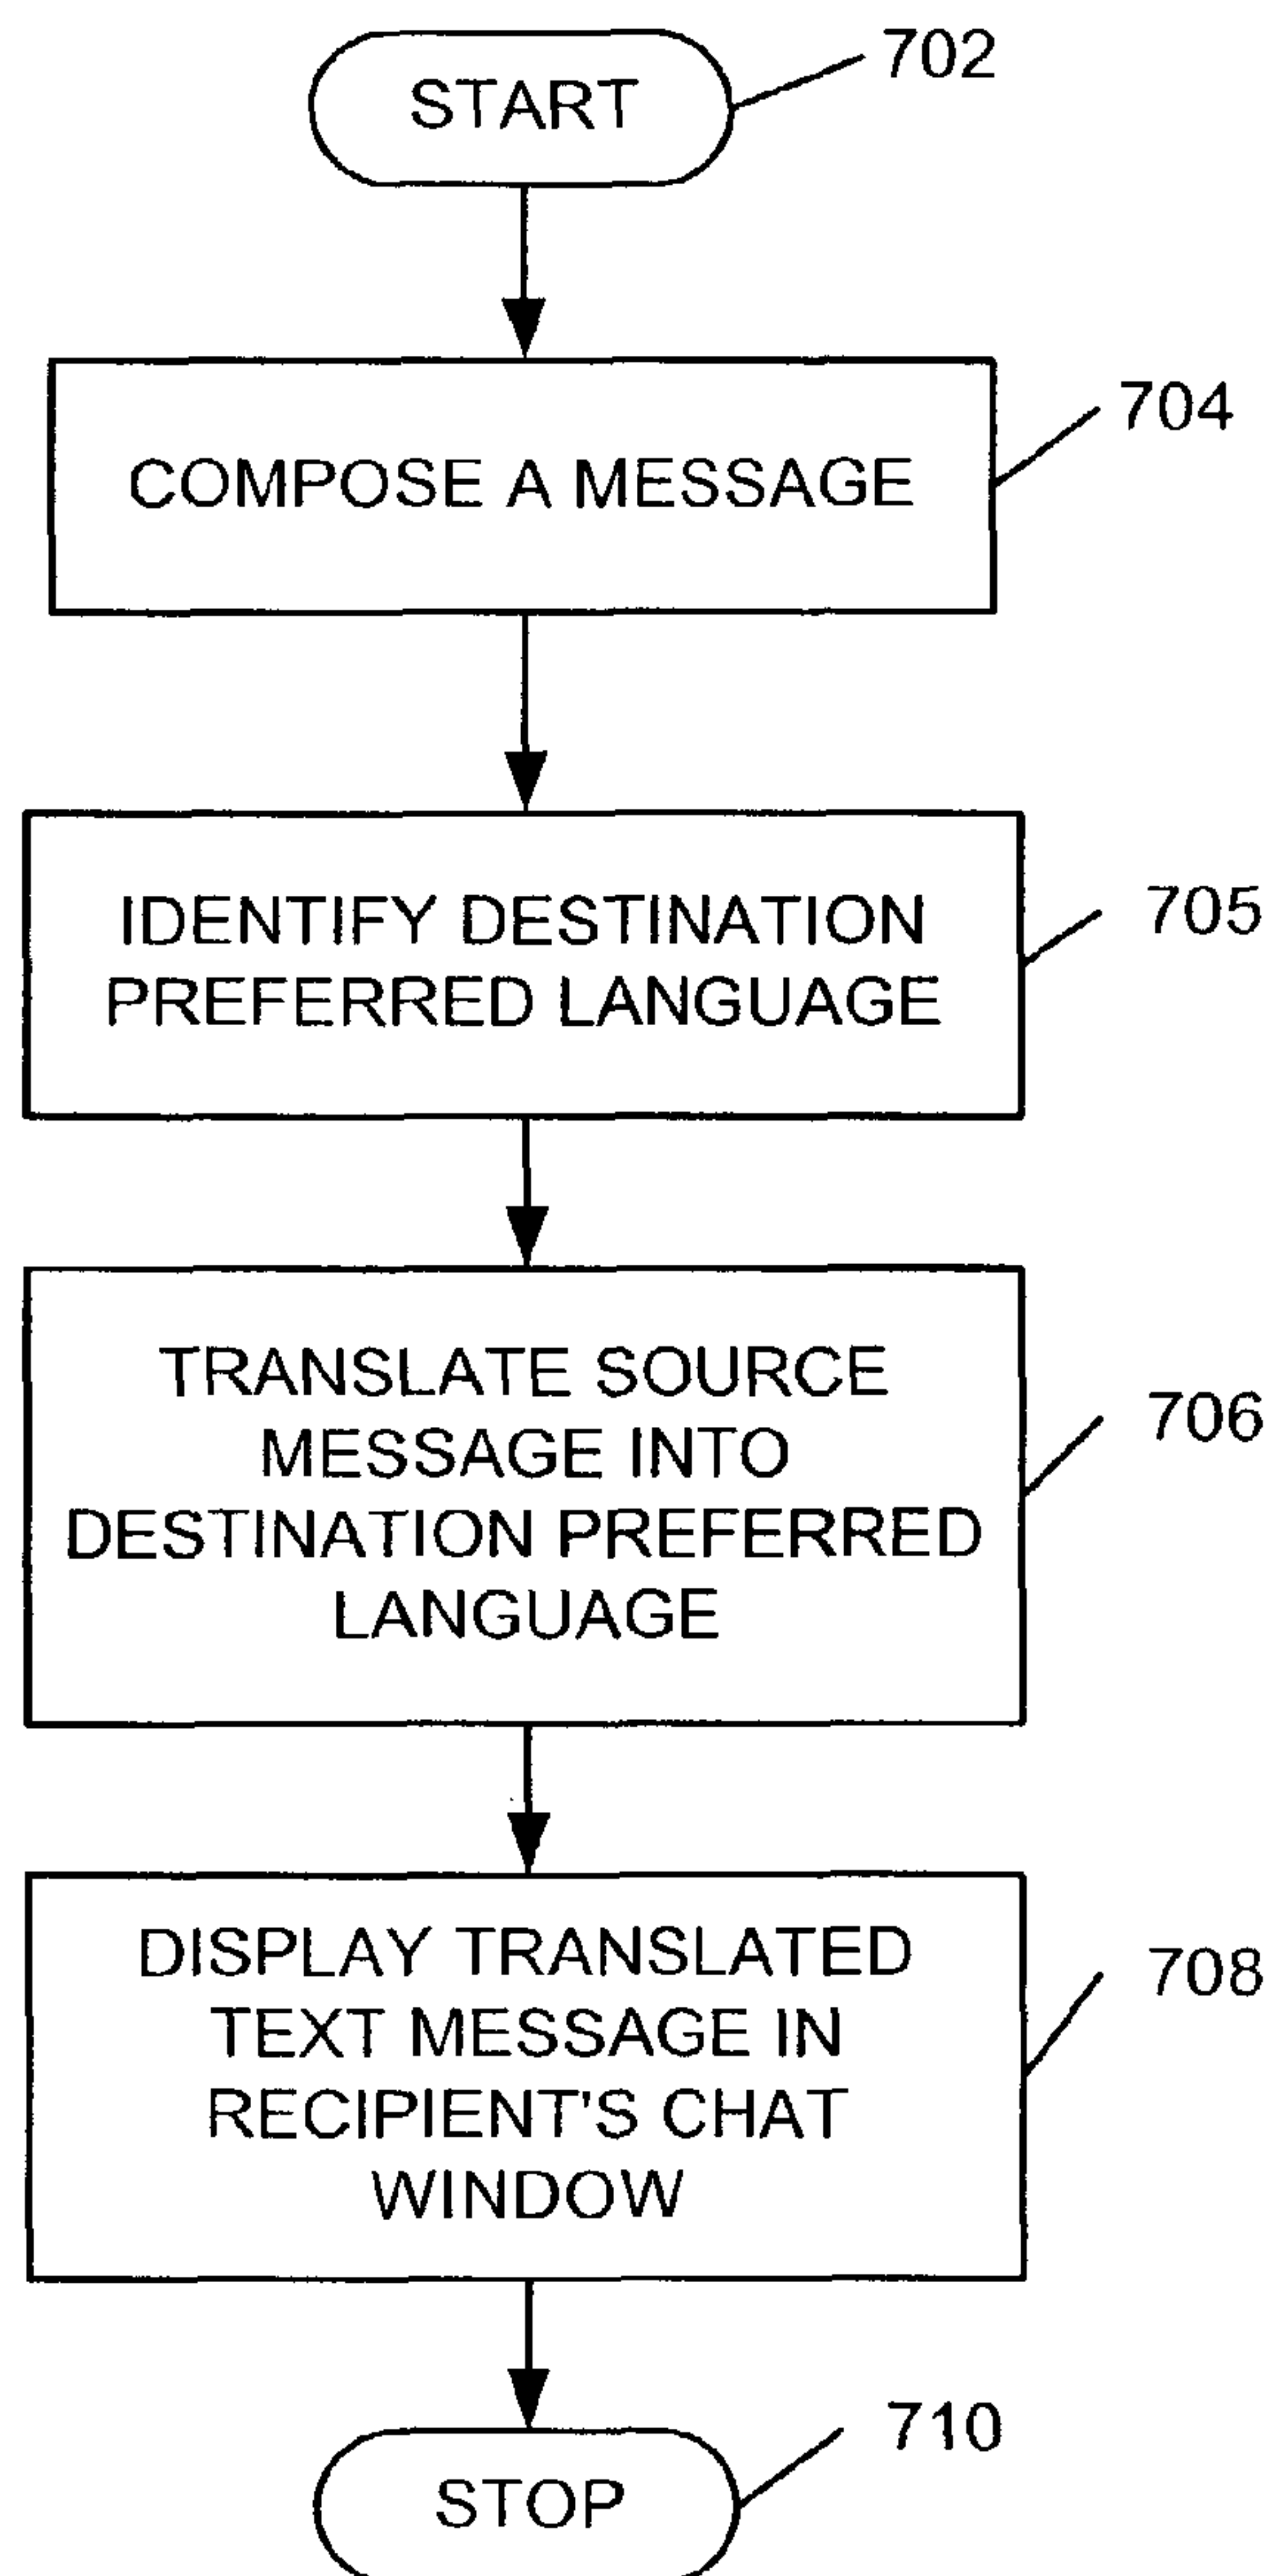 START
702
COMPOSE A MESSAGE
704
IDENTIFY DESTINATION
PREFERRED LANGUAGE
705
TRANSLATE SOURCE
MESSAGE INTO
DESTINATION PREFERRED
LANGUAGE
706
DISPLAY TRANSLATED
TEXT MESSAGE IN
RECIPIENT'S CHAT
WINDOW
708
STOP
710